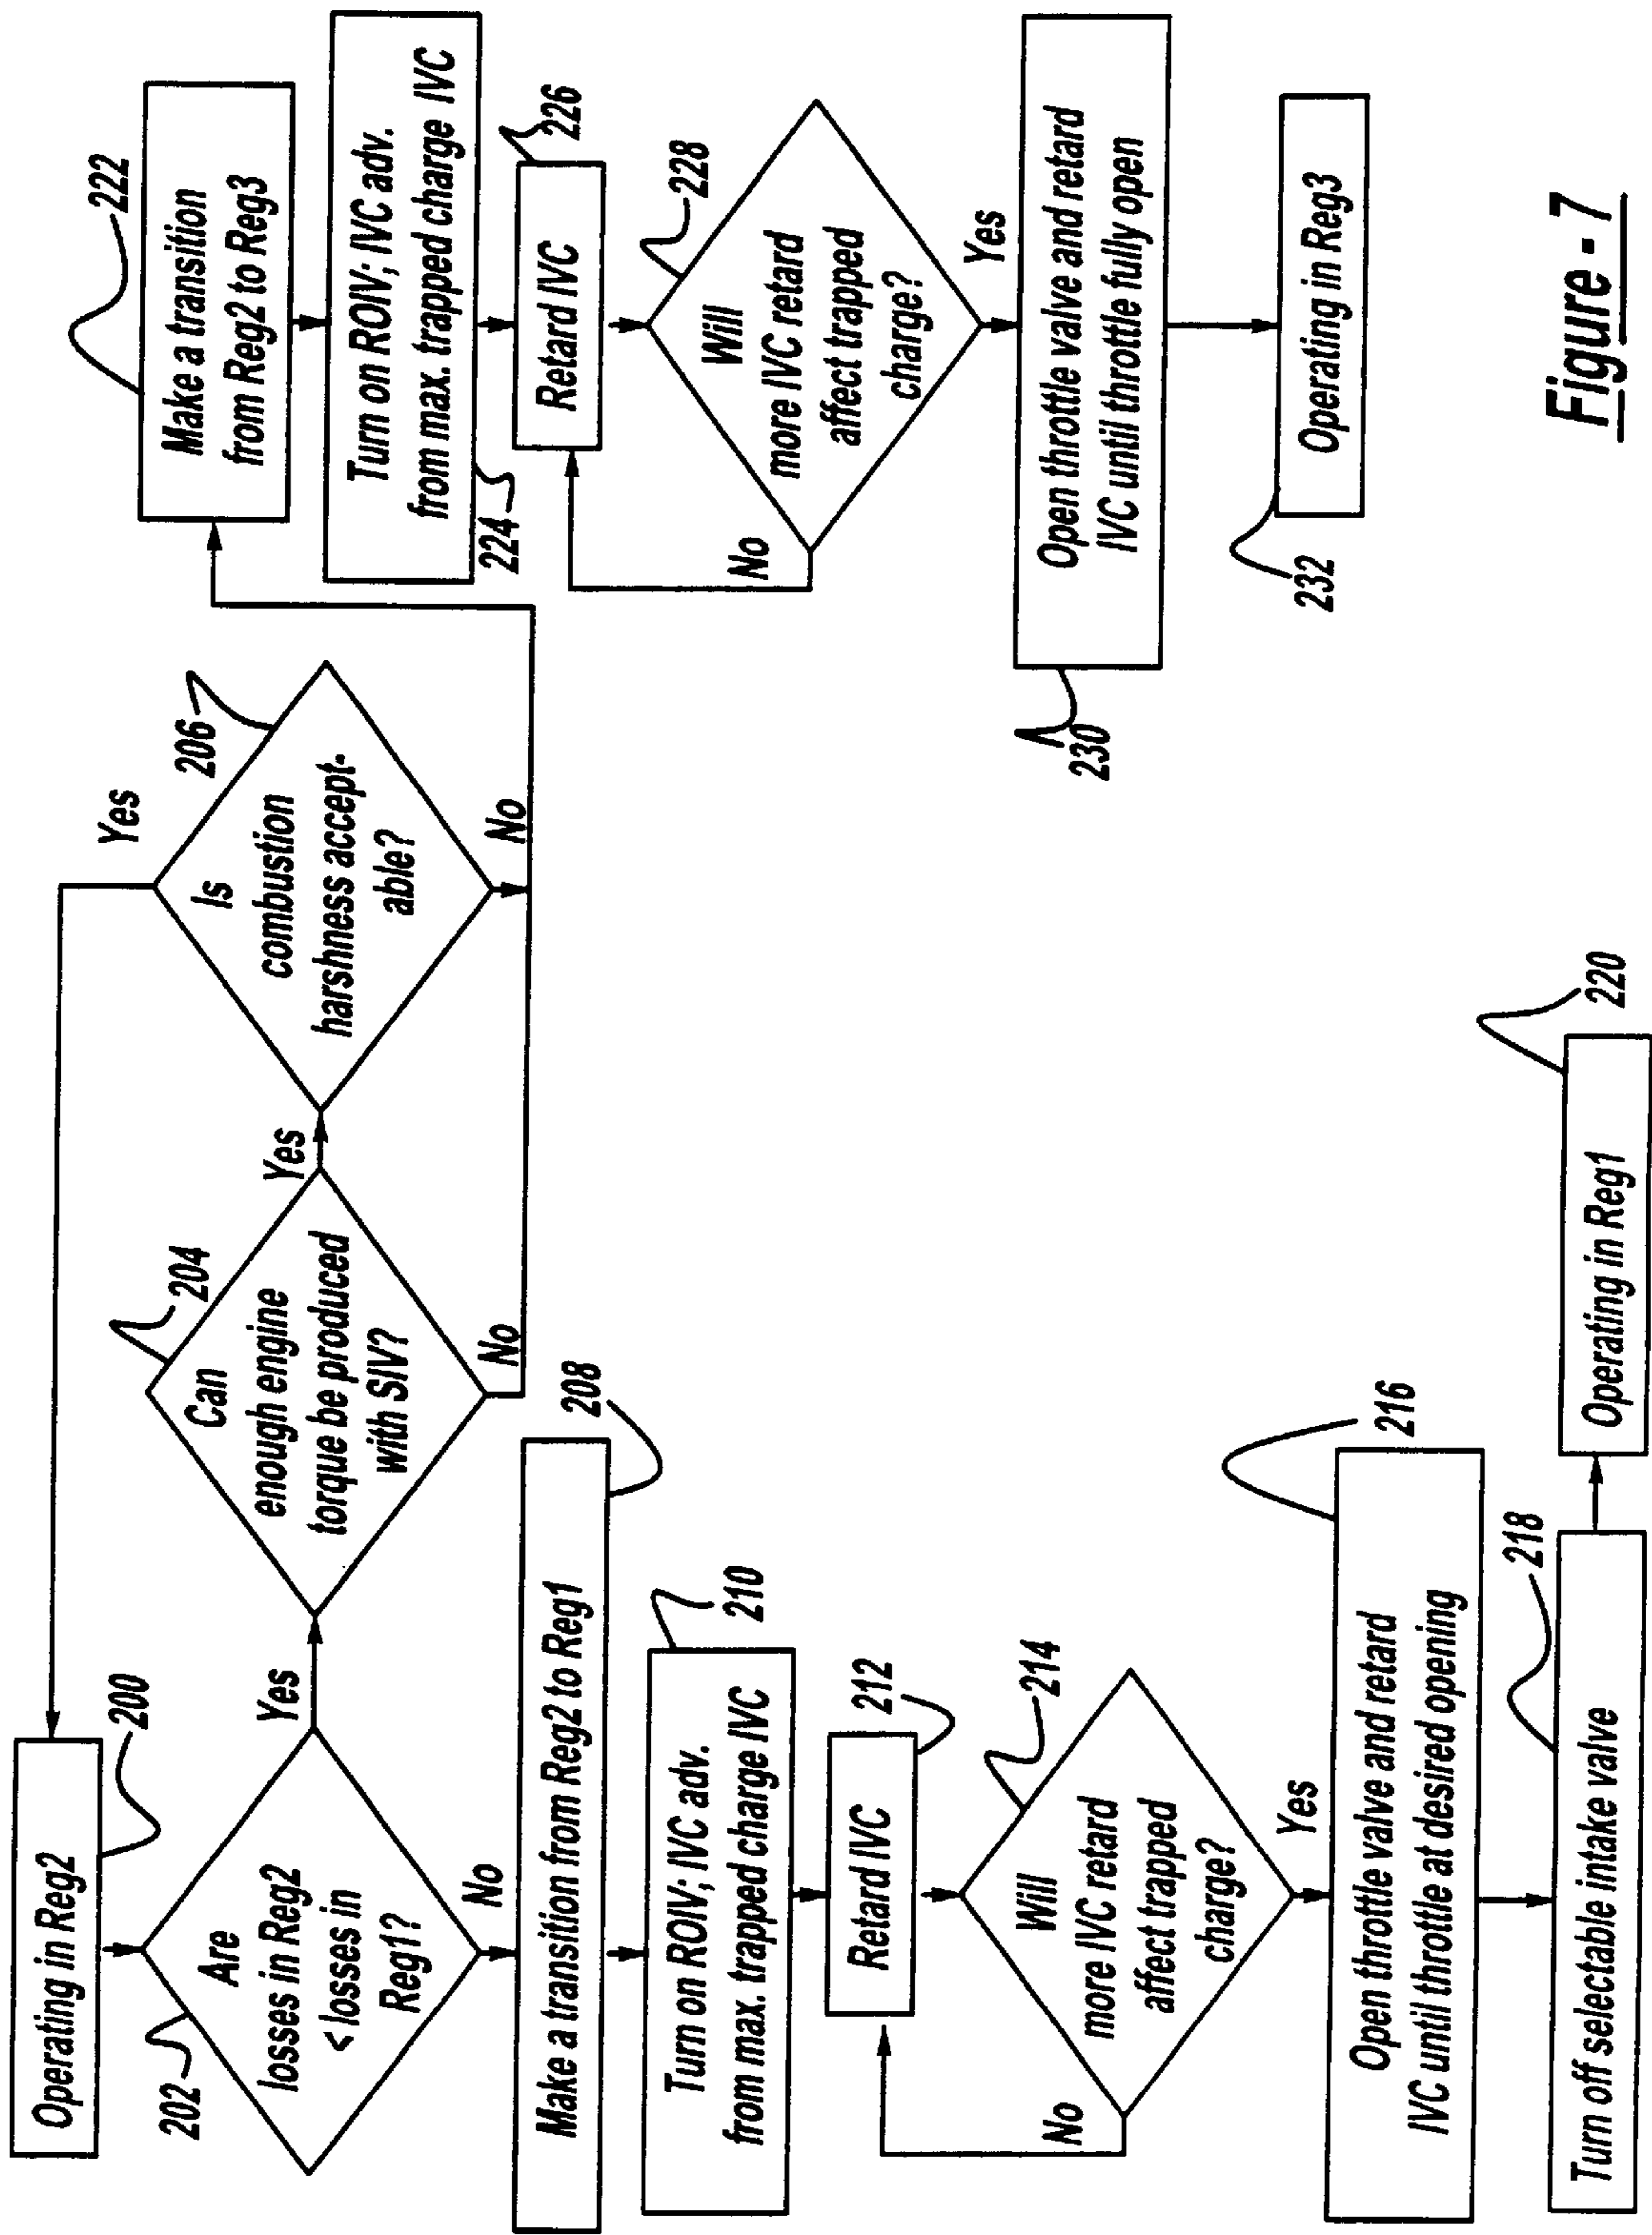 Operating in Reg2
200
Are
losses in Reg2
< losses in
Reg1?
202
Yes
No
Can
enough engine
torque be produced
with SIV?
204
Yes
No
Is
combustion
harshness accept-
able?
206
Yes
No
Make a transition from Reg2 to Reg1
208
Turn on ROIV; IVC adv.
from max. trapped charge IVC
210
Retard IVC
212
Will
more IVC retard
affect trapped
charge?
214
No
Yes
Open throttle valve and retard
IVC until throttle at desired opening
216
Turn off selectable intake valve
218
Operating in Reg1
220
Make a transition
from Reg2 to Reg3
222
Turn on ROIV; IVC adv.
from max. trapped charge IVC
224
Retard IVC
226
Will
more IVC retard
affect trapped
charge?
228
No
Yes
Open throttle valve and retard
IVC until throttle fully open
230
Operating in Reg3
232
Figure - 7